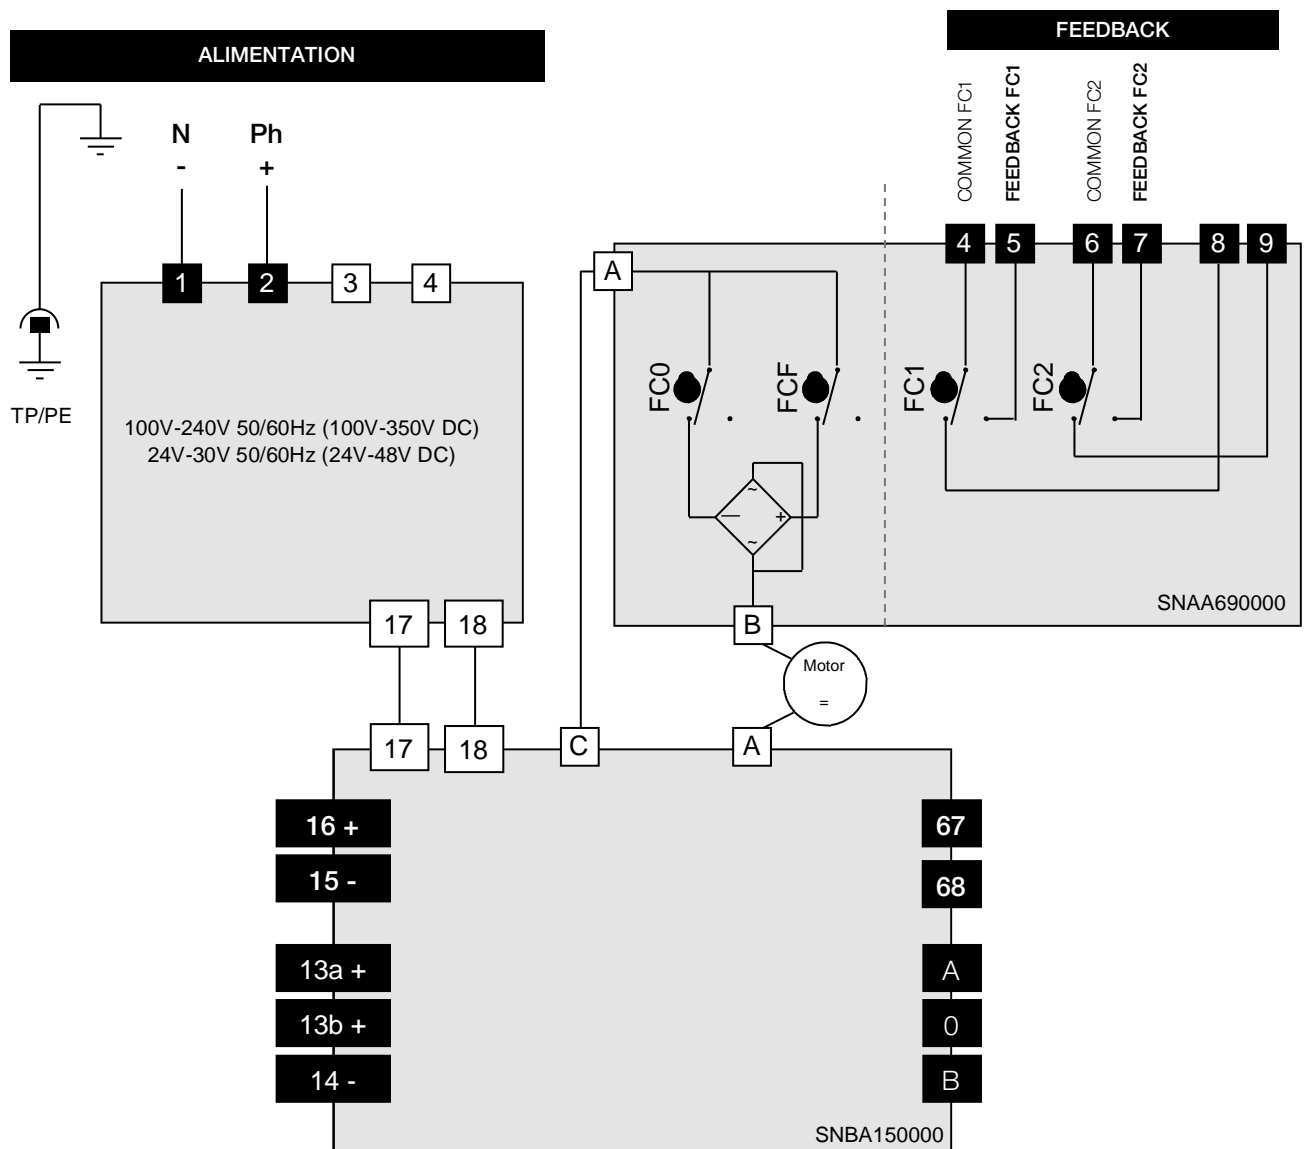 ALIMENTATION
FEEDBACK
COMMON FC1
FEEDBACK FC1
COMMON FC2
FEEDBACK FC2
N
-
Ph
+
1
2
3
4
TP/PE
100V-240V 50/60Hz (100V-350V DC)
24V-30V 50/60Hz (24V-48V DC)
17
18
A
4
5
6
7
8
9
FC0
FCF
FC1
FC2
~
—
+
~
SNAA690000
B
Motor
=
17
18
C
A
16 +
15 -
13a +
13b +
14 -
67
68
A
0
B
SNBA150000